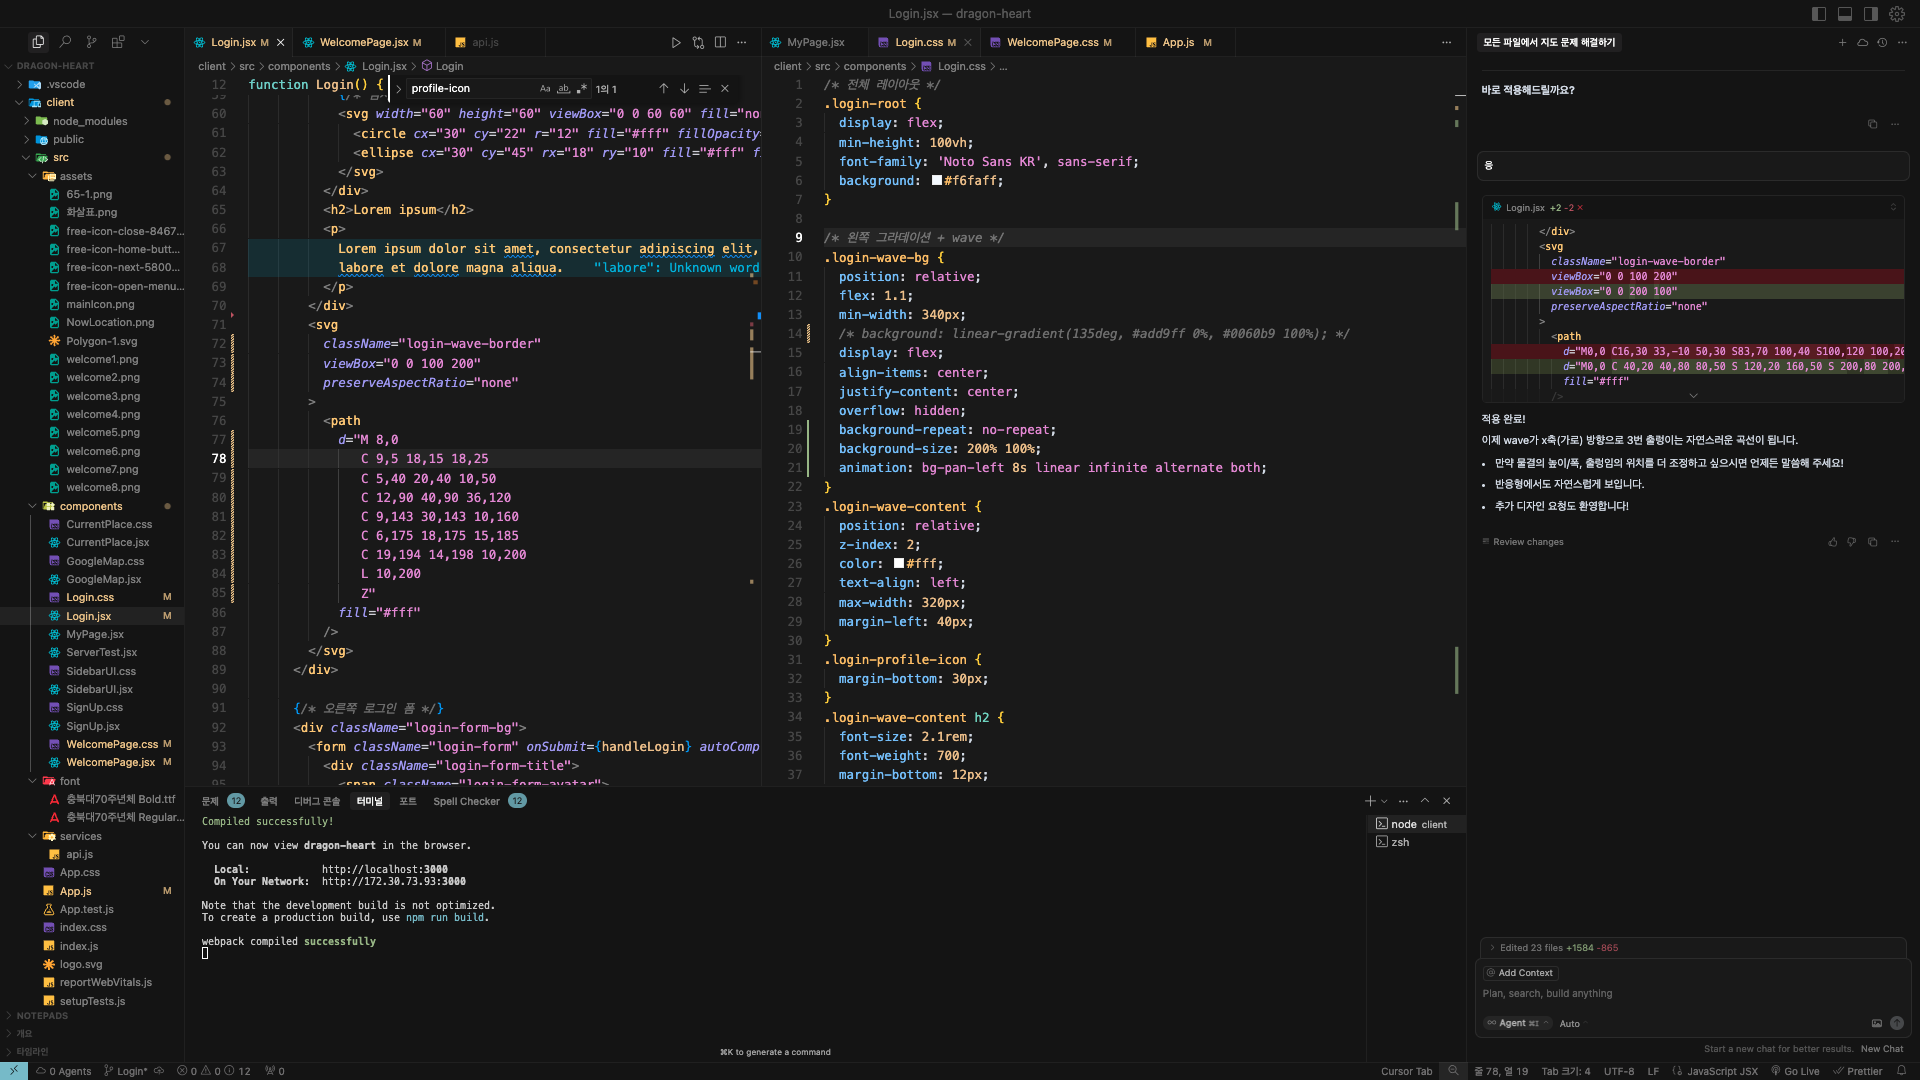 Login.jsx — dragon-heart
DRAGON-HEART
.vscode
client
node_modules
public
src
assets
65-1.png
화살표.png
free-icon-close-8467...
free-icon-home-butt...
free-icon-next-5800...
free-icon-open-menu...
mainIcon.png
NowLocation.png
Polygon-1.svg
welcome1.png
welcome2.png
welcome3.png
welcome4.png
welcome5.png
welcome6.png
welcome7.png
welcome8.png
components
CurrentPlace.css
CurrentPlace.jsx
GoogleMap.css
GoogleMap.jsx
Login.css M
Login.jsx M
MyPage.jsx
ServerTest.jsx
SidebarUI.css
SidebarUI.jsx
SignUp.css
SignUp.jsx
WelcomePage.css M
WelcomePage.jsx M
font
충북대70주년체 Bold.ttf
충북대70주년체 Regular...
services
api.js
App.css
App.js M
App.test.js
index.css
index.js
logo.svg
reportWebVitals.js
setupTests.js
NOTEPADS
개요
타임라인
Login.jsx M WelcomePage.jsx M api.js
client > src > components > Login.jsx > Login
profile-icon Aa ab 1의 1
12 function Login() {
60 <svg width="60" height="60" viewBox="0 0 60 60" fill="no
61 <circle cx="30" cy="22" r="12" fill="#fff" fillOpacity=
62 <ellipse cx="30" cy="45" rx="18" ry="10" fill="#fff" f
63 </svg>
64 </div>
65 <h2>Lorem ipsum</h2>
66 <p>
67 Lorem ipsum dolor sit amet, consectetur adipiscing elit,
68 labore et dolore magna aliqua. "labore": Unknown word
69 </p>
70 </div>
71 <svg
72 className="login-wave-border"
73 viewBox="0 0 100 200"
74 preserveAspectRatio="none"
75 >
76 <path
77 d="M 8,0
78 C 9,5 18,15 18,25
79 C 5,40 20,40 10,50
80 C 12,90 40,90 36,120
81 C 9,143 30,143 10,160
82 C 6,175 18,175 15,185
83 C 19,194 14,198 10,200
84 L 10,200
85 Z"
86 fill="#fff"
87 />
88 </svg>
89 </div>
90
91 {/* 오른쪽 로그인 폼 */}
92 <div className="login-form-bg">
93 <form className="login-form" onSubmit={handleLogin} autoComp
94 <div className="login-form-title">
95 <span className="login-form-avatar">
MyPage.jsx Login.css M WelcomePage.css M App.js M
client > src > components > Login.css > ...
1 /* 전체 레이아웃 */
2 .login-root {
3 display: flex;
4 min-height: 100vh;
5 font-family: 'Noto Sans KR', sans-serif;
6 background: #f6faff;
7 }
8
9 /* 왼쪽 그라데이션 + wave */
10 .login-wave-bg {
11 position: relative;
12 flex: 1.1;
13 min-width: 340px;
14 /* background: linear-gradient(135deg, #add9ff 0%, #0060b9 100%); */
15 display: flex;
16 align-items: center;
17 justify-content: center;
18 overflow: hidden;
19 background-repeat: no-repeat;
20 background-size: 200% 100%;
21 animation: bg-pan-left 8s linear infinite alternate both;
22 }
23 .login-wave-content {
24 position: relative;
25 z-index: 2;
26 color: #fff;
27 text-align: left;
28 max-width: 320px;
29 margin-left: 40px;
30 }
31 .login-profile-icon {
32 margin-bottom: 30px;
33 }
34 .login-wave-content h2 {
35 font-size: 2.1rem;
36 font-weight: 700;
37 margin-bottom: 12px;
문제 12 출력 디버그 콘솔 터미널 포트 Spell Checker 12
Compiled successfully!
You can now view dragon-heart in the browser.
Local: http://localhost:3000
On Your Network: http://172.30.73.93:3000
Note that the development build is not optimized.
To create a production build, use npm run build.
webpack compiled successfully
⌘K to generate a command
node client
zsh
모든 파일에서 지도 문제 해결하기
바로 적용해드릴까요?
응
Login.jsx +2 -2
</div>
<svg
className="login-wave-border"
viewBox="0 0 100 200"
viewBox="0 0 200 100"
preserveAspectRatio="none"
>
<path
d="M0,0 C16,30 33,-10 50,30 S83,70 100,40 S100,120 100,20
d="M0,0 C 40,20 40,80 80,50 S 120,20 160,50 S 200,80 200,
fill="#fff"
/>
적용 완료!
이제 wave가 x축(가로) 방향으로 3번 출렁이는 자연스러운 곡선이 됩니다.
• 만약 물결의 높이/폭, 출렁임의 위치를 더 조정하고 싶으시면 언제든 말씀해 주세요!
• 반응형에서도 자연스럽게 보입니다.
• 추가 디자인 요청도 환영합니다!
Review changes
Edited 23 files +1584 -865
@ Add Context
Plan, search, build anything
Agent ⌘I Auto
Start a new chat for better results. New Chat
0 Agents Login* 0 0 12 0
Cursor Tab 줄 78, 열 19 Tab 크기: 4 UTF-8 LF JavaScript JSX Go Live Prettier